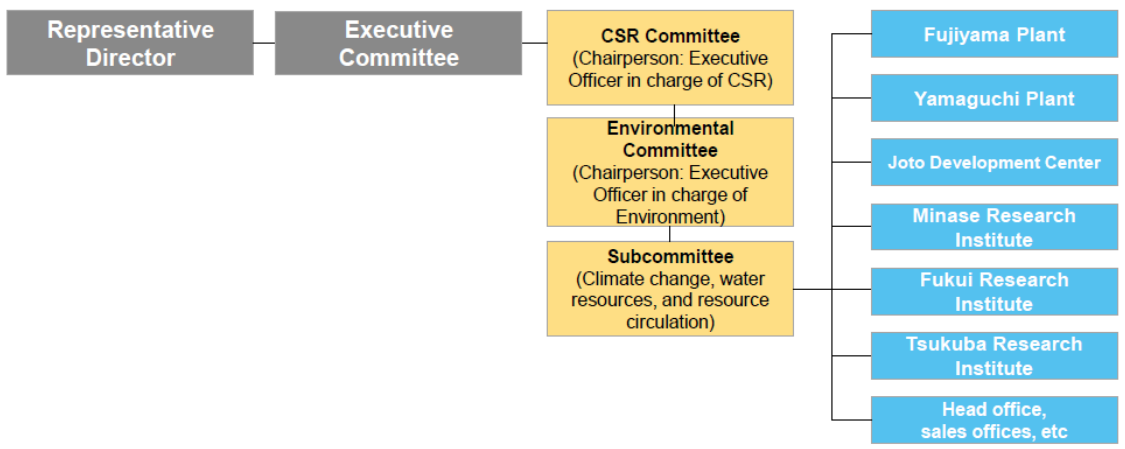 Representative
Director
Executive
Committee
CSR Committee
(Chairperson: Executive
Officer in charge of CSR)
Environmental
Committee
(Chairperson: Executive
Officer in charge of
Environment)
Subcommittee
(Climate change, water
resources, and resource
circulation)
Fujiyama Plant
Yamaguchi Plant
Joto Development Center
Minase Research
Institute
Fukui Research
Institute
Tsukuba Research
Institute
Head office,
sales offices, etc